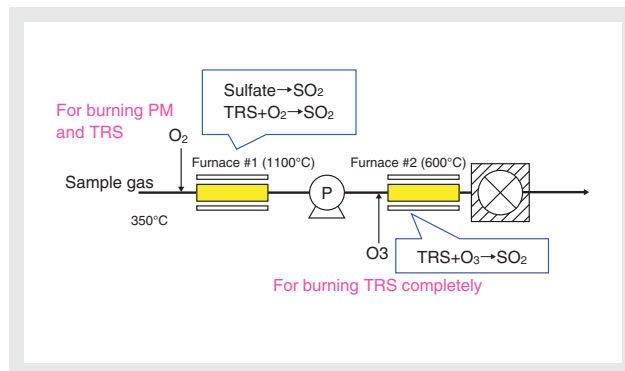 Sulfate→SO₂
TRS+O₂→SO₂
For burning PM
and TRS
O₂
Furnace #1 (1100°C)
Furnace #2 (600°C)
Sample gas
P
350°C
O3
TRS+O₃→SO₂
For burning TRS completely